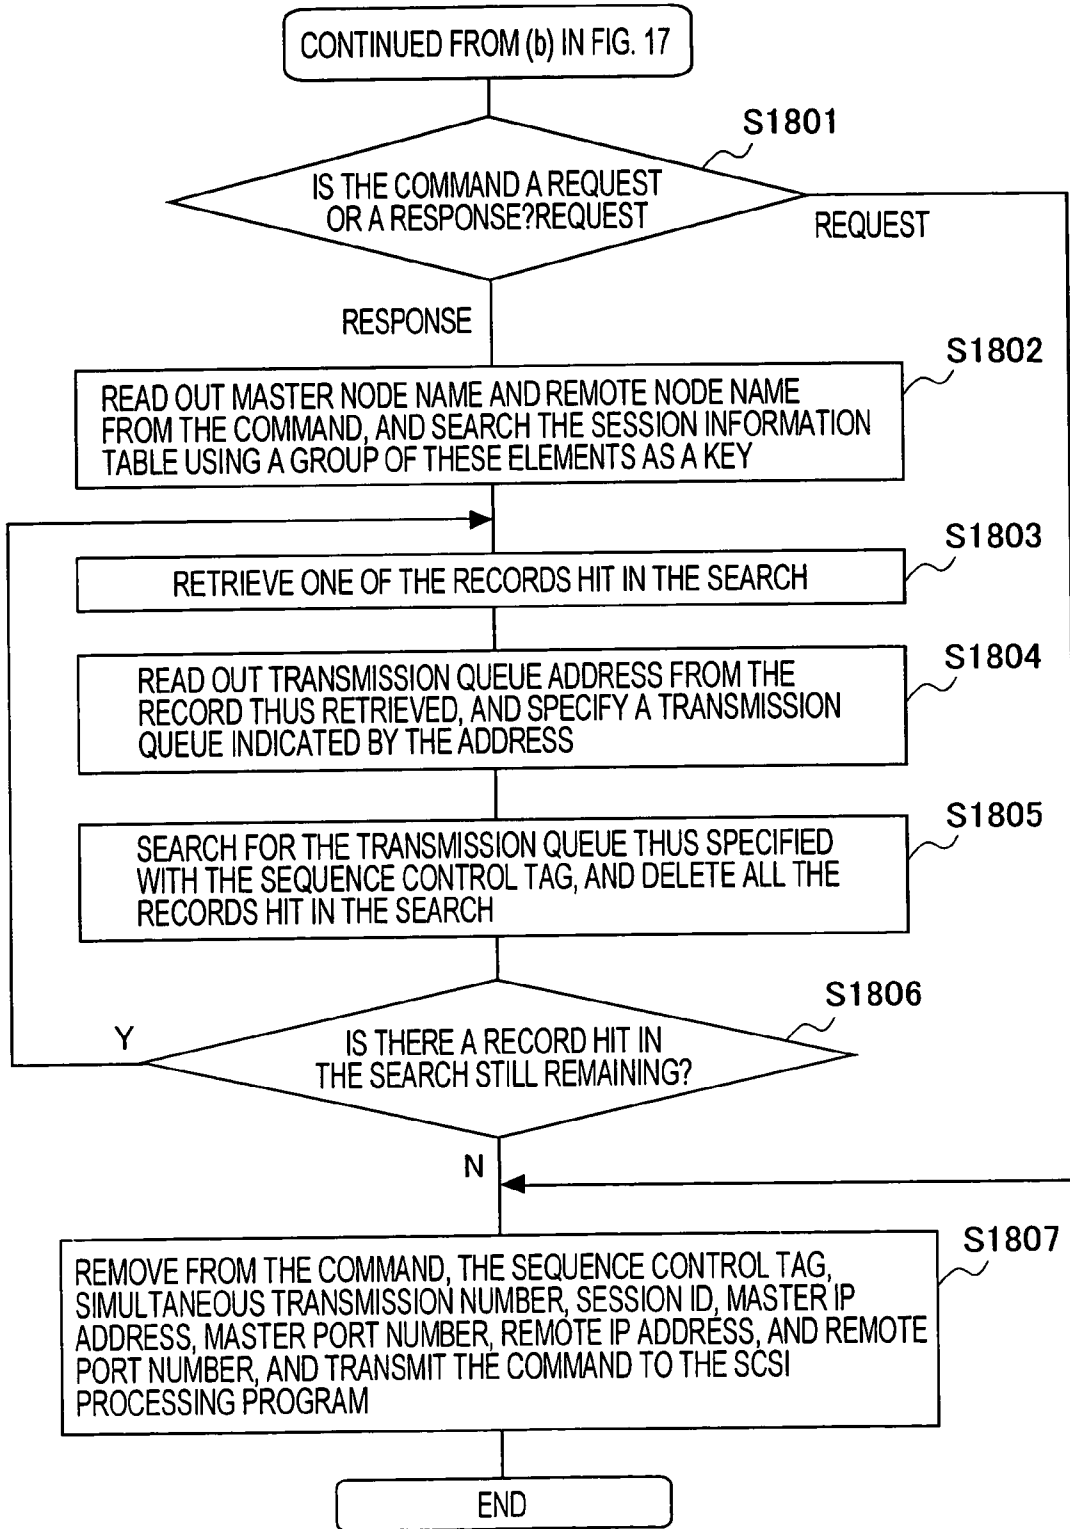 CONTINUED FROM (b) IN FIG. 17
S1801
IS THE COMMAND A REQUEST
OR A RESPONSE?REQUEST
REQUEST
RESPONSE
S1802
READ OUT MASTER NODE NAME AND REMOTE NODE NAME
FROM THE COMMAND, AND SEARCH THE SESSION INFORMATION
TABLE USING A GROUP OF THESE ELEMENTS AS A KEY
S1803
RETRIEVE ONE OF THE RECORDS HIT IN THE SEARCH
S1804
READ OUT TRANSMISSION QUEUE ADDRESS FROM THE
RECORD THUS RETRIEVED, AND SPECIFY A TRANSMISSION
QUEUE INDICATED BY THE ADDRESS
S1805
SEARCH FOR THE TRANSMISSION QUEUE THUS SPECIFIED
WITH THE SEQUENCE CONTROL TAG, AND DELETE ALL THE
RECORDS HIT IN THE SEARCH
S1806
Y
IS THERE A RECORD HIT IN
THE SEARCH STILL REMAINING?
N
S1807
REMOVE FROM THE COMMAND, THE SEQUENCE CONTROL TAG,
SIMULTANEOUS TRANSMISSION NUMBER, SESSION ID, MASTER IP
ADDRESS, MASTER PORT NUMBER, REMOTE IP ADDRESS, AND REMOTE
PORT NUMBER, AND TRANSMIT THE COMMAND TO THE SCSI
PROCESSING PROGRAM
END